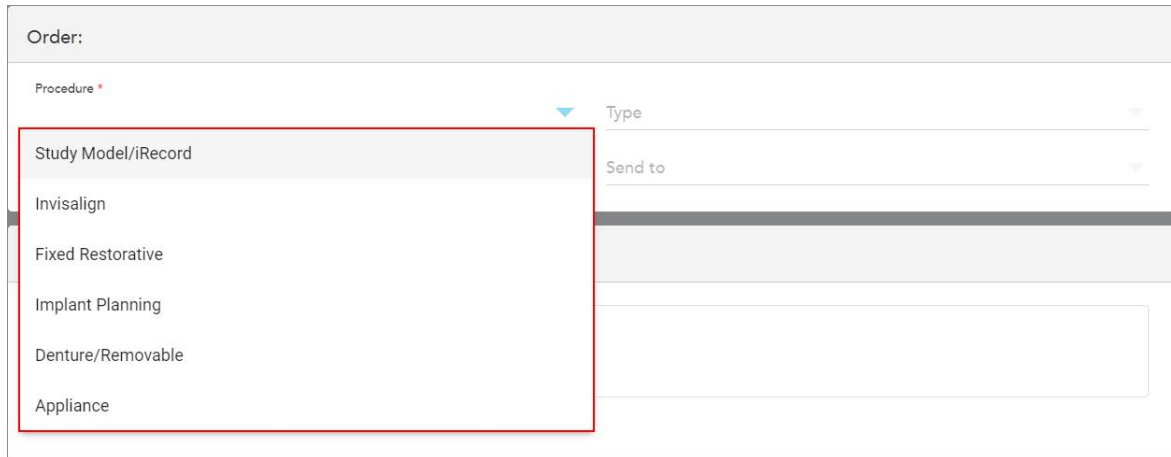 Order:
Procedure *
Type
Study Model/iRecord
Send to
Invisalign
Fixed Restorative
Implant Planning
Denture/Removable
Appliance